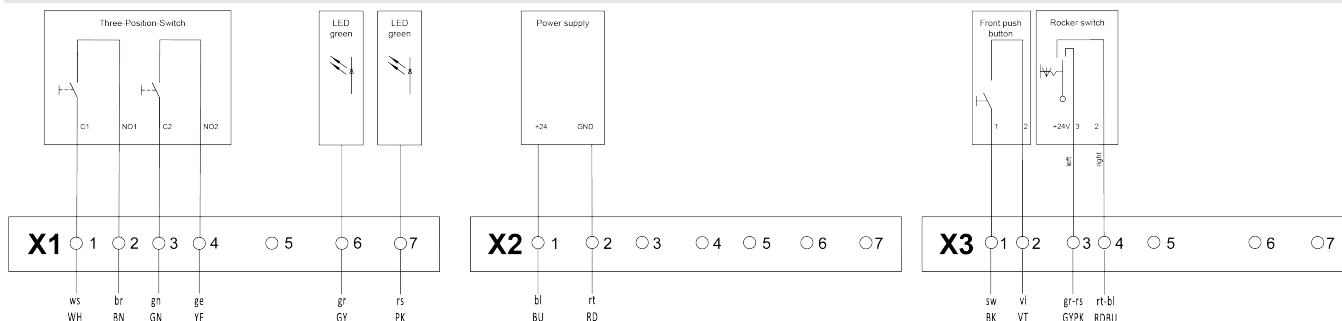 Three-Position-Switch
C1 NO1 C2 NO2
LED
green
LED
green
Power supply
+24 GND
Front push
button
1 2
Rocker switch
+24V 3 2
left right
X1 1 2 3 4 5 6 7
X2 1 2 3 4 5 6 7
X3 1 2 3 4 5 6 7
ws br gn ge gr rs
WH BN GN YE GY PK
bl rt
BU RD
sw vi gr-rs rt-bl
BK VT GYPK RDBU